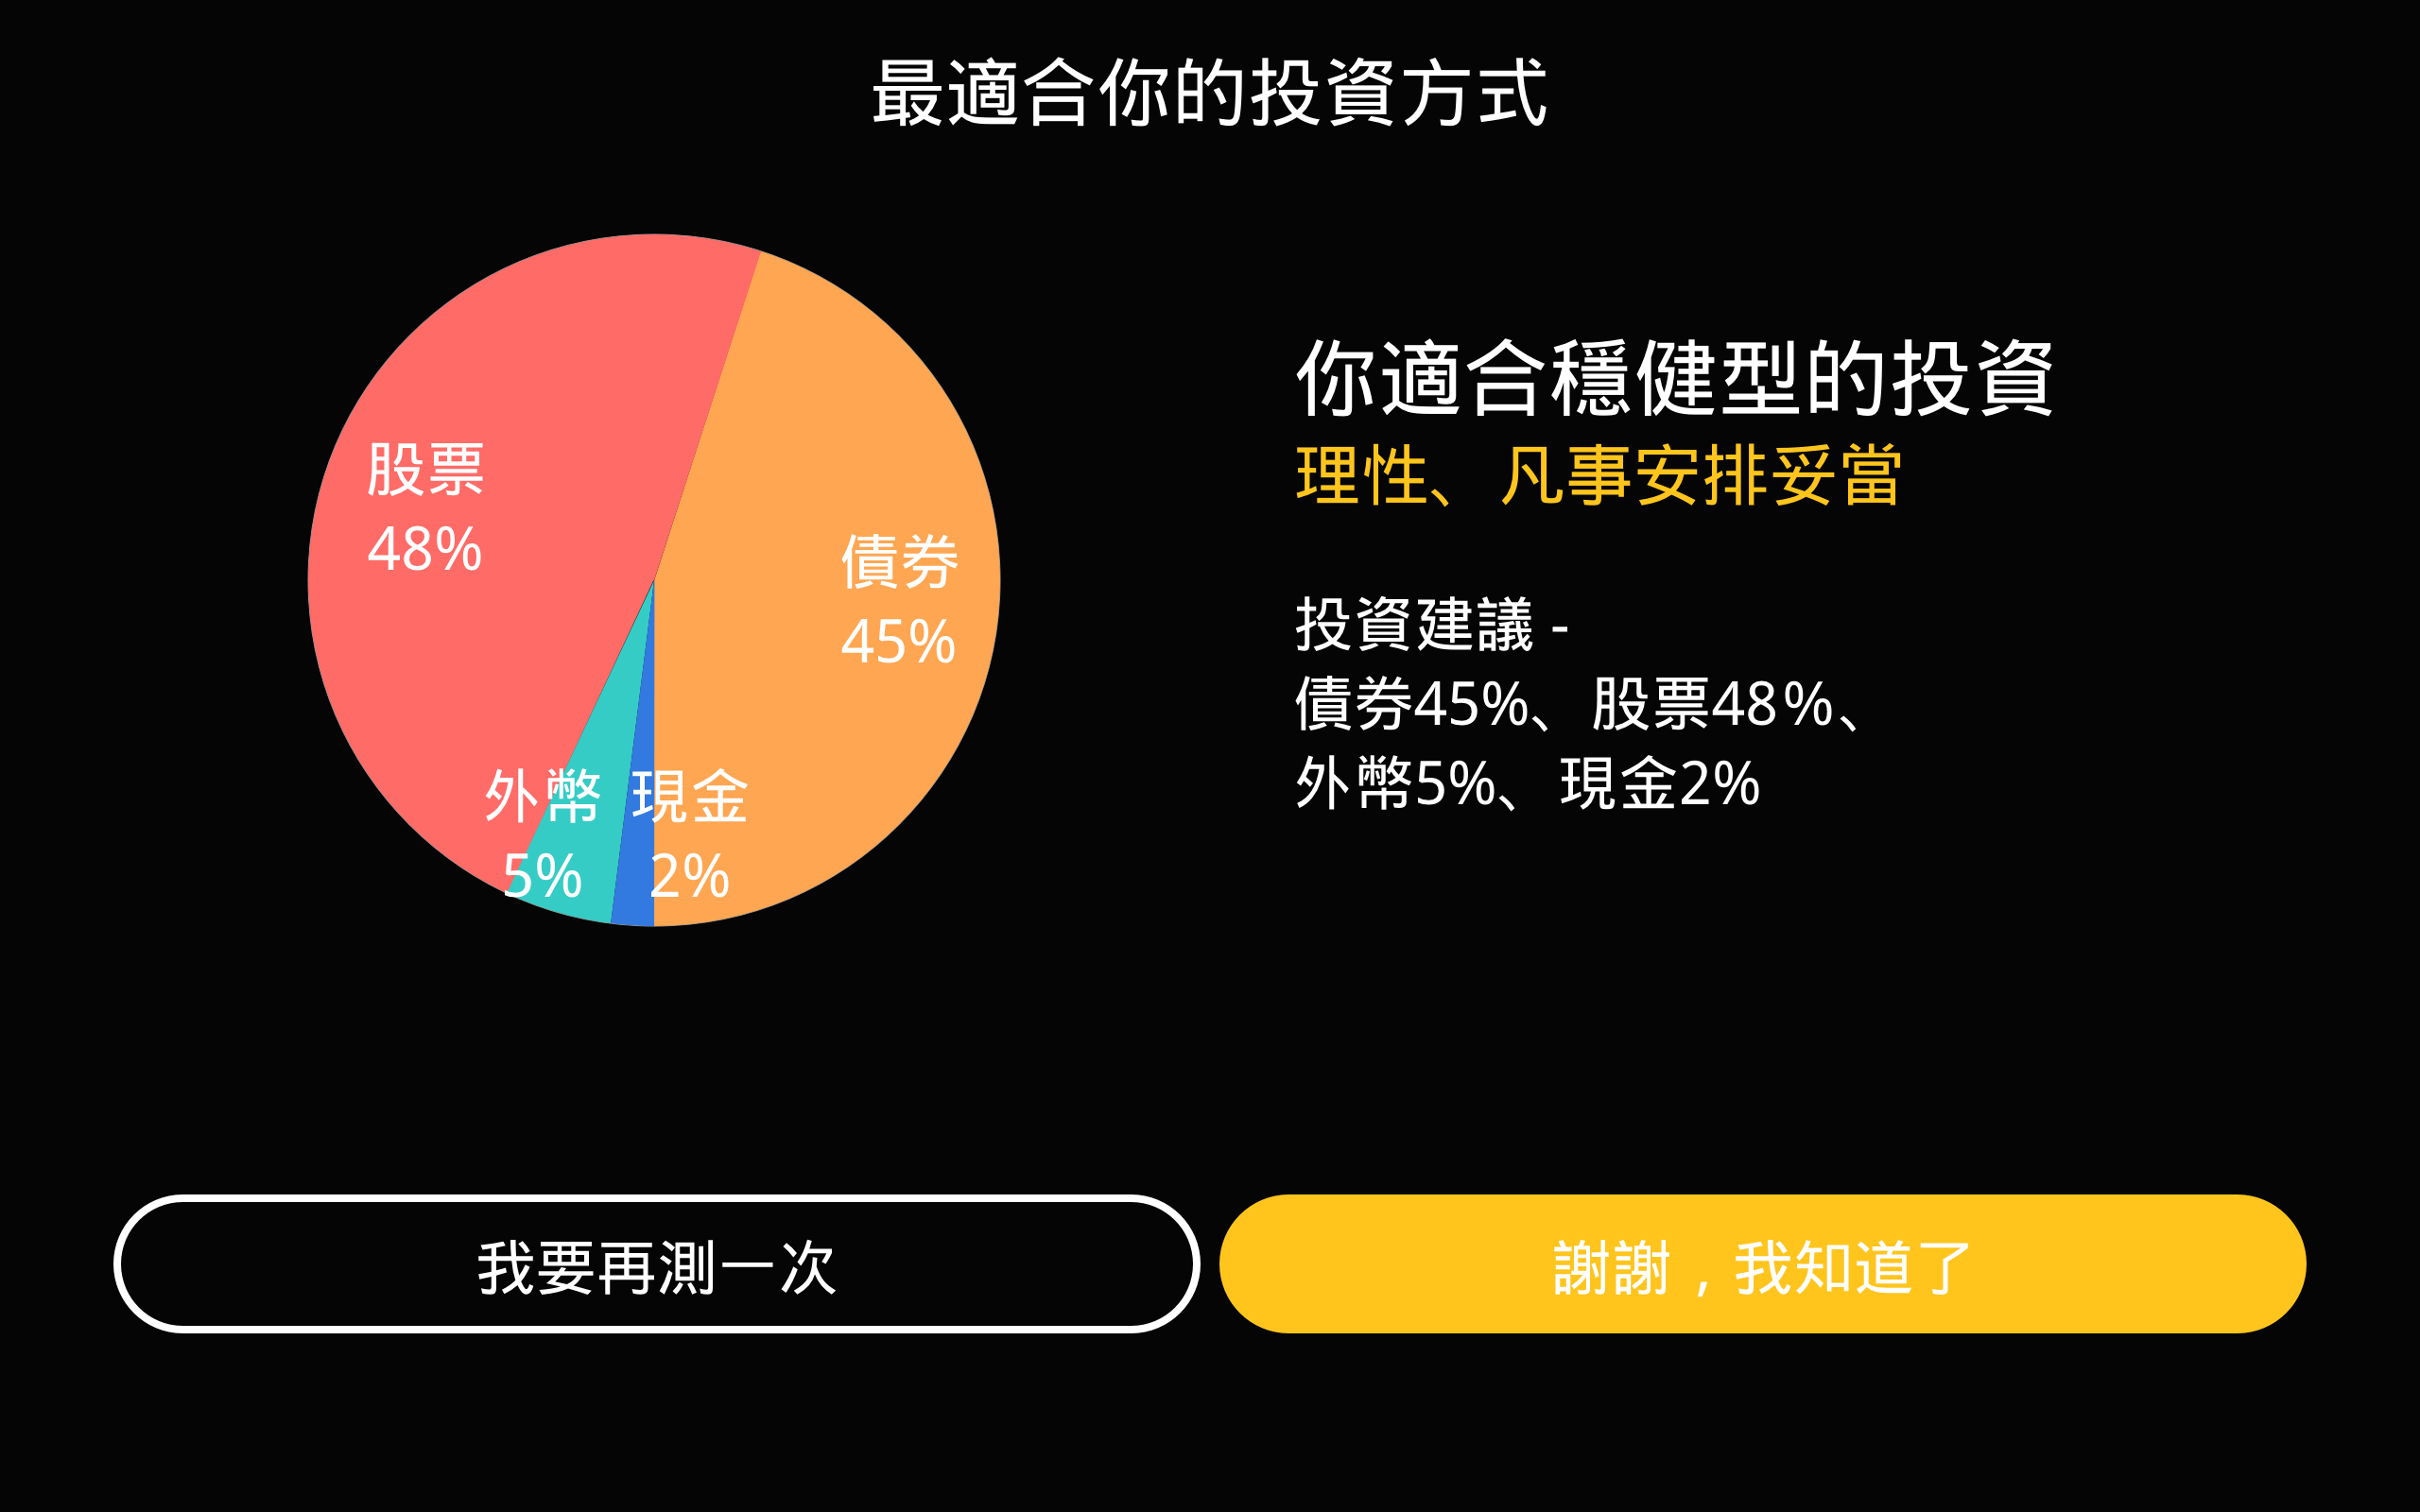 最適合你的投資方式
股票
48%
債券
45%
外幣
5%
現金
2%
你適合穩健型的投資
理性、凡事安排妥當
投資建議 -
債券45%、股票48%、
外幣5%、現金2%
我要再測一次
謝謝，我知道了